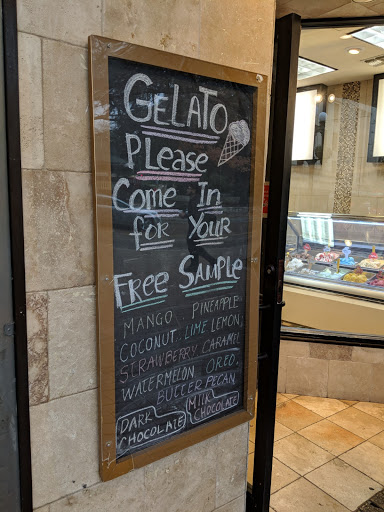 GELATO
PLease
Come In
for Your
FREE SAMPLE
MANGO.. PINEAPPLE
COCONUT.. LIME LEMON
STRAWBERRY CARAMEL
WATERMELON OREO.
BUTTER PECAN.
DARK CHOCOLATE
MILK CHOCOLATE